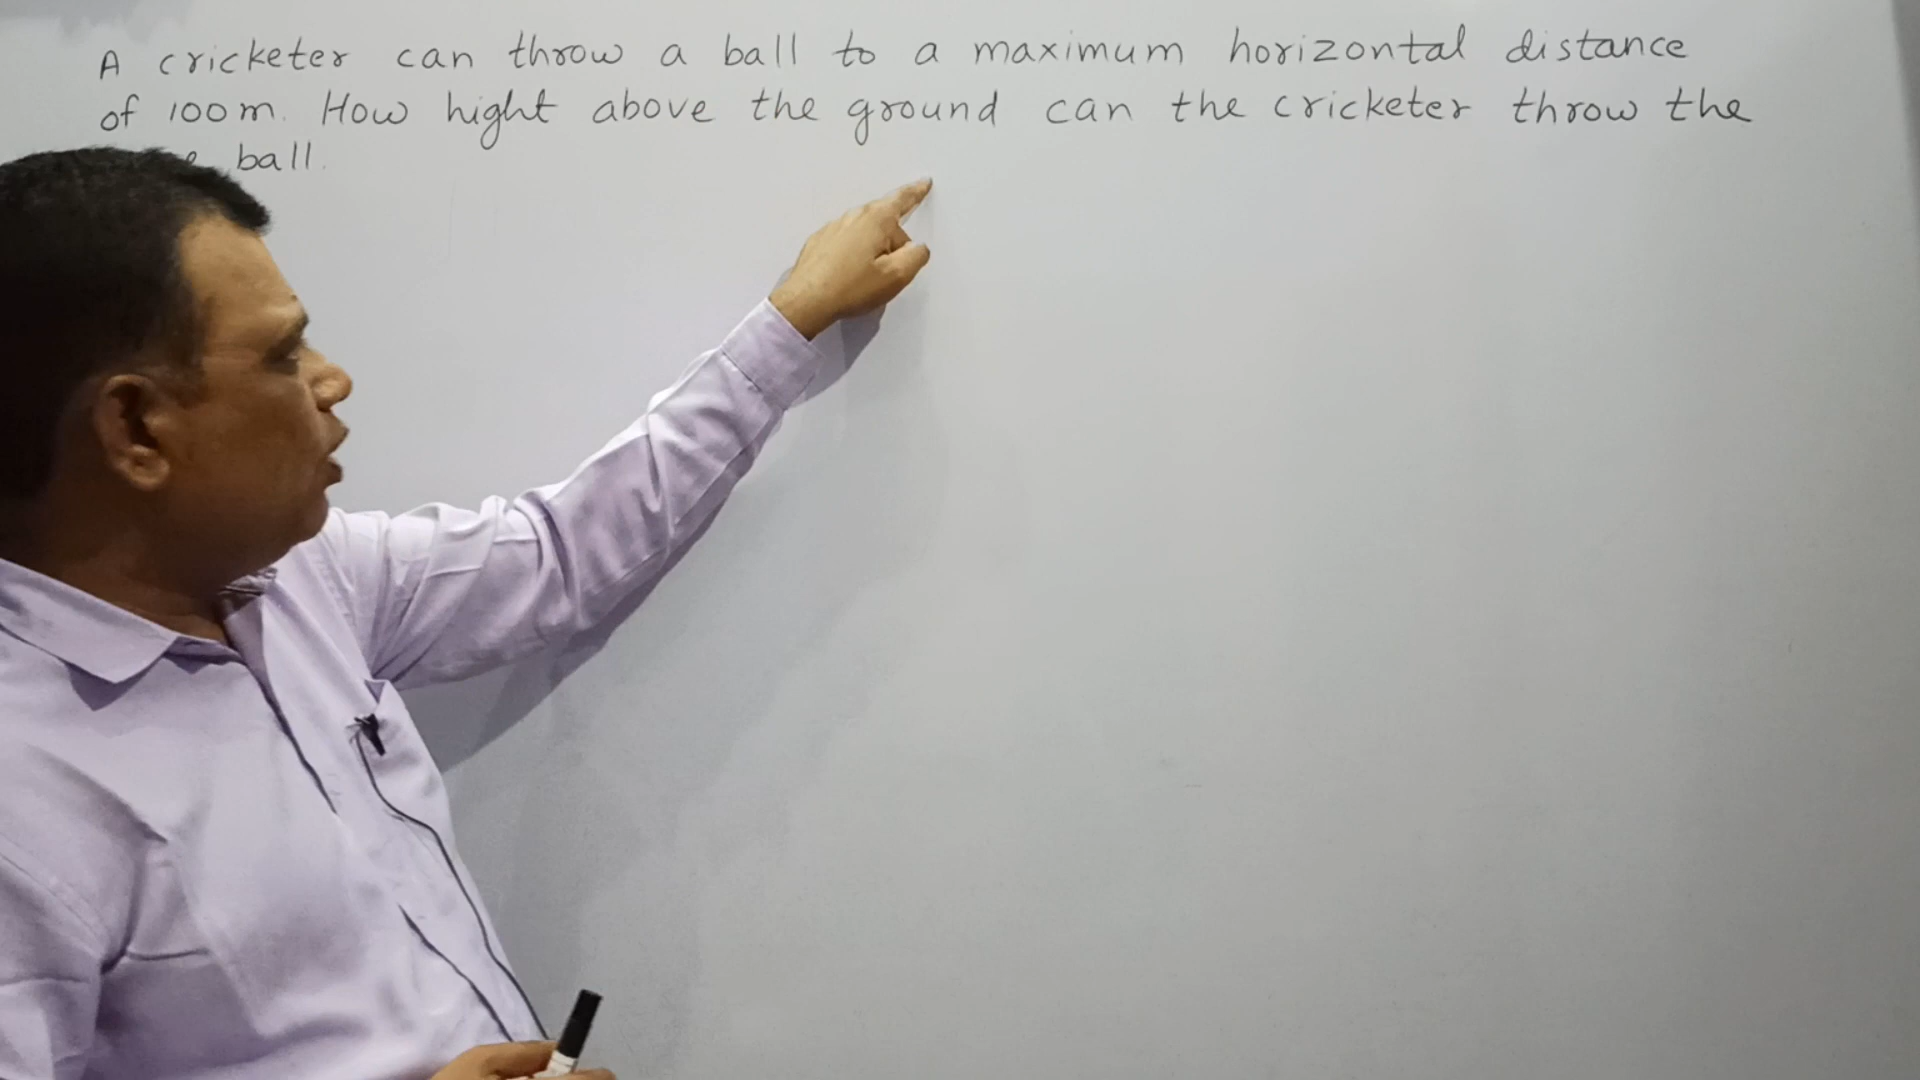 A cricketer can throw a ball to a maximum horizontal distance
of 100 m. How hight above the ground can the cricketer throw the
ball.